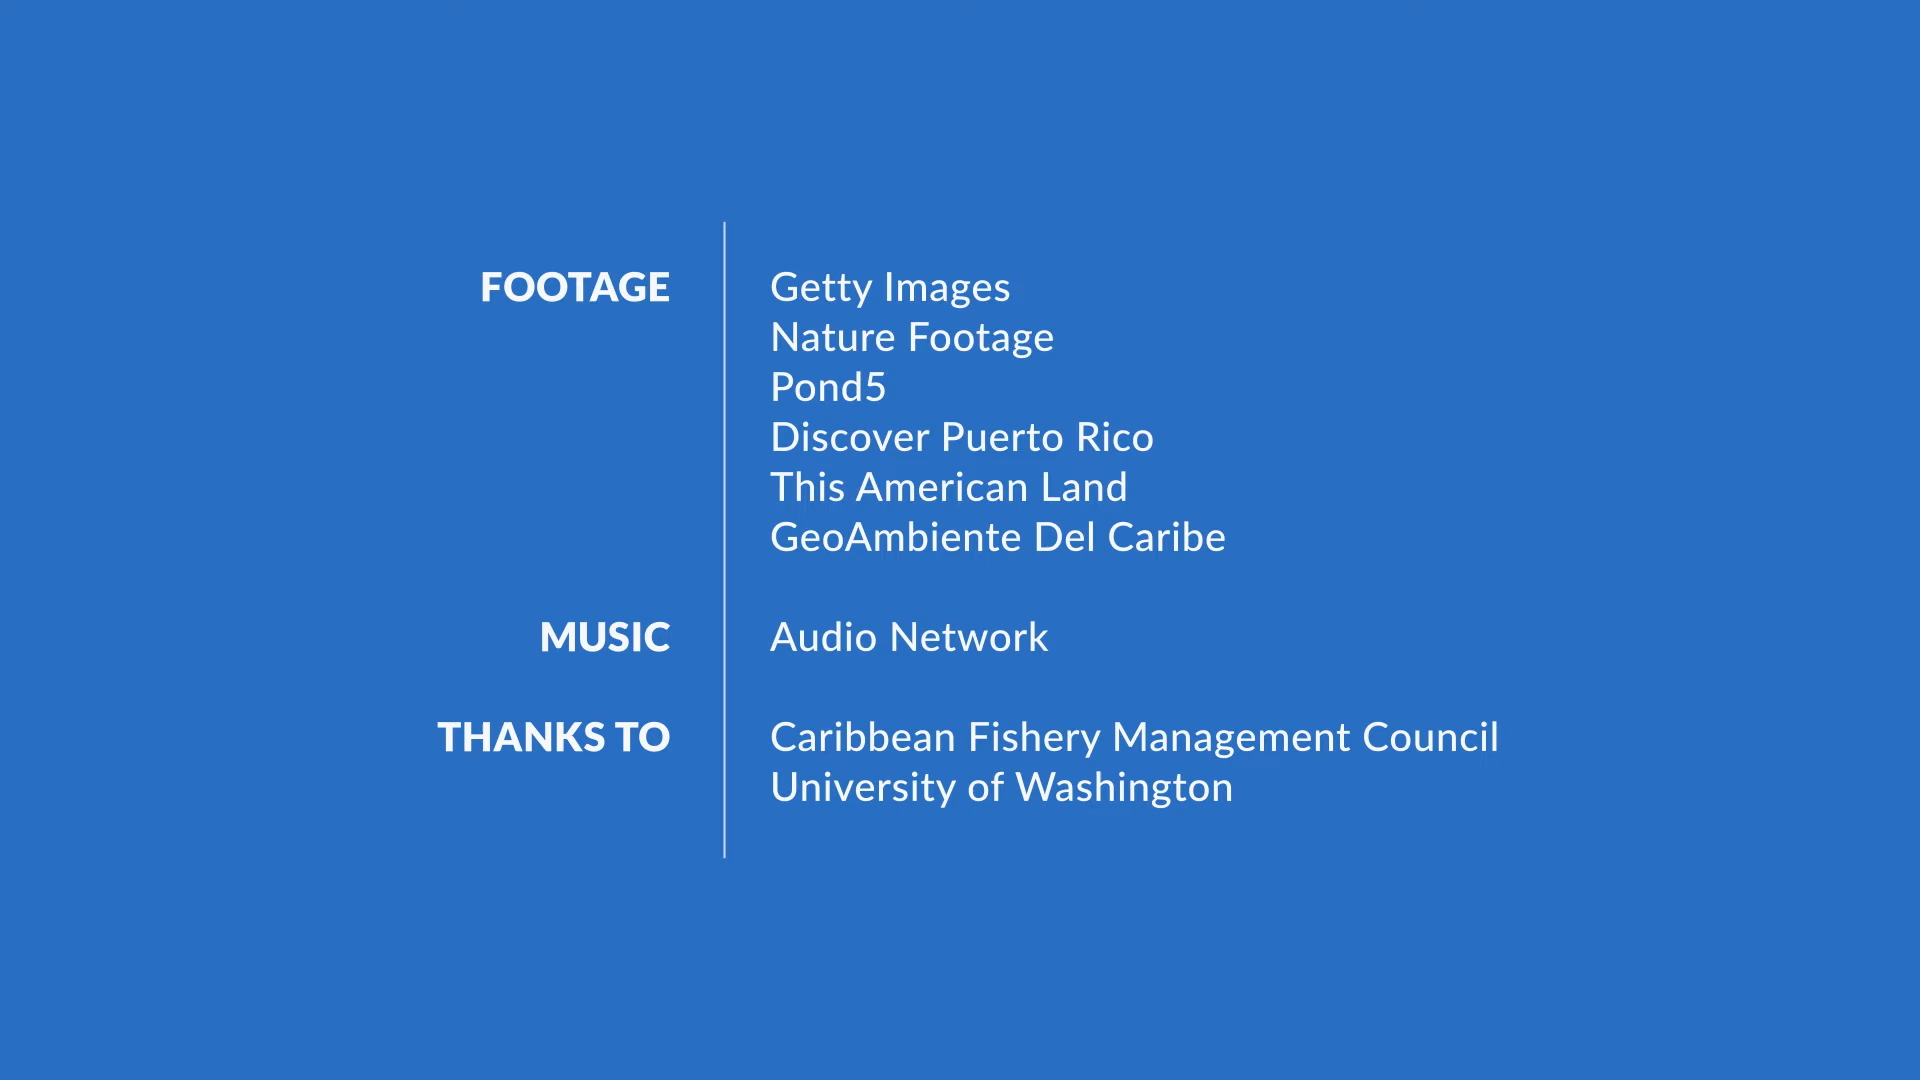 FOOTAGE Getty Images
Nature Footage
Pond5
Discover Puerto Rico
This American Land
GeoAmbiente Del Caribe
MUSIC Audio Network
THANKS TO Caribbean Fishery Management Council
University of Washington